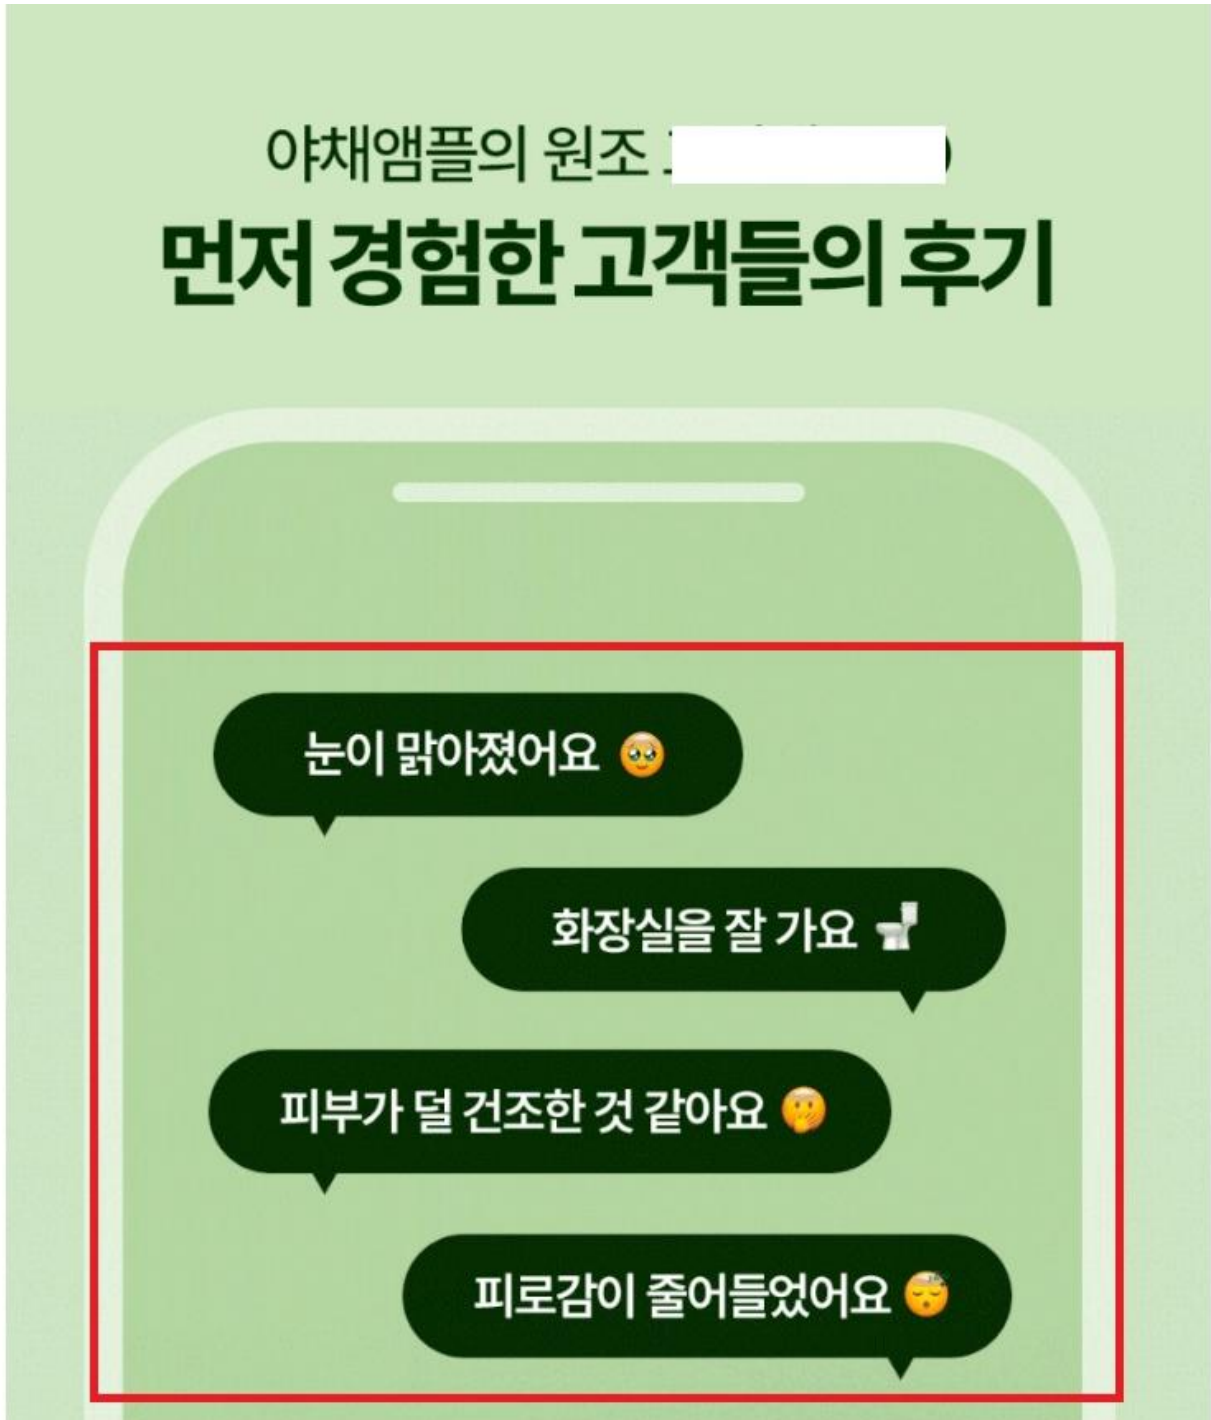 야채앰플의 원조
먼저 경험한 고객들의 후기
눈이 맑아졌어요 🥹
화장실을 잘 가요 🚽
피부가 덜 건조한 것 같아요 🫢
피로감이 줄어들었어요 😴